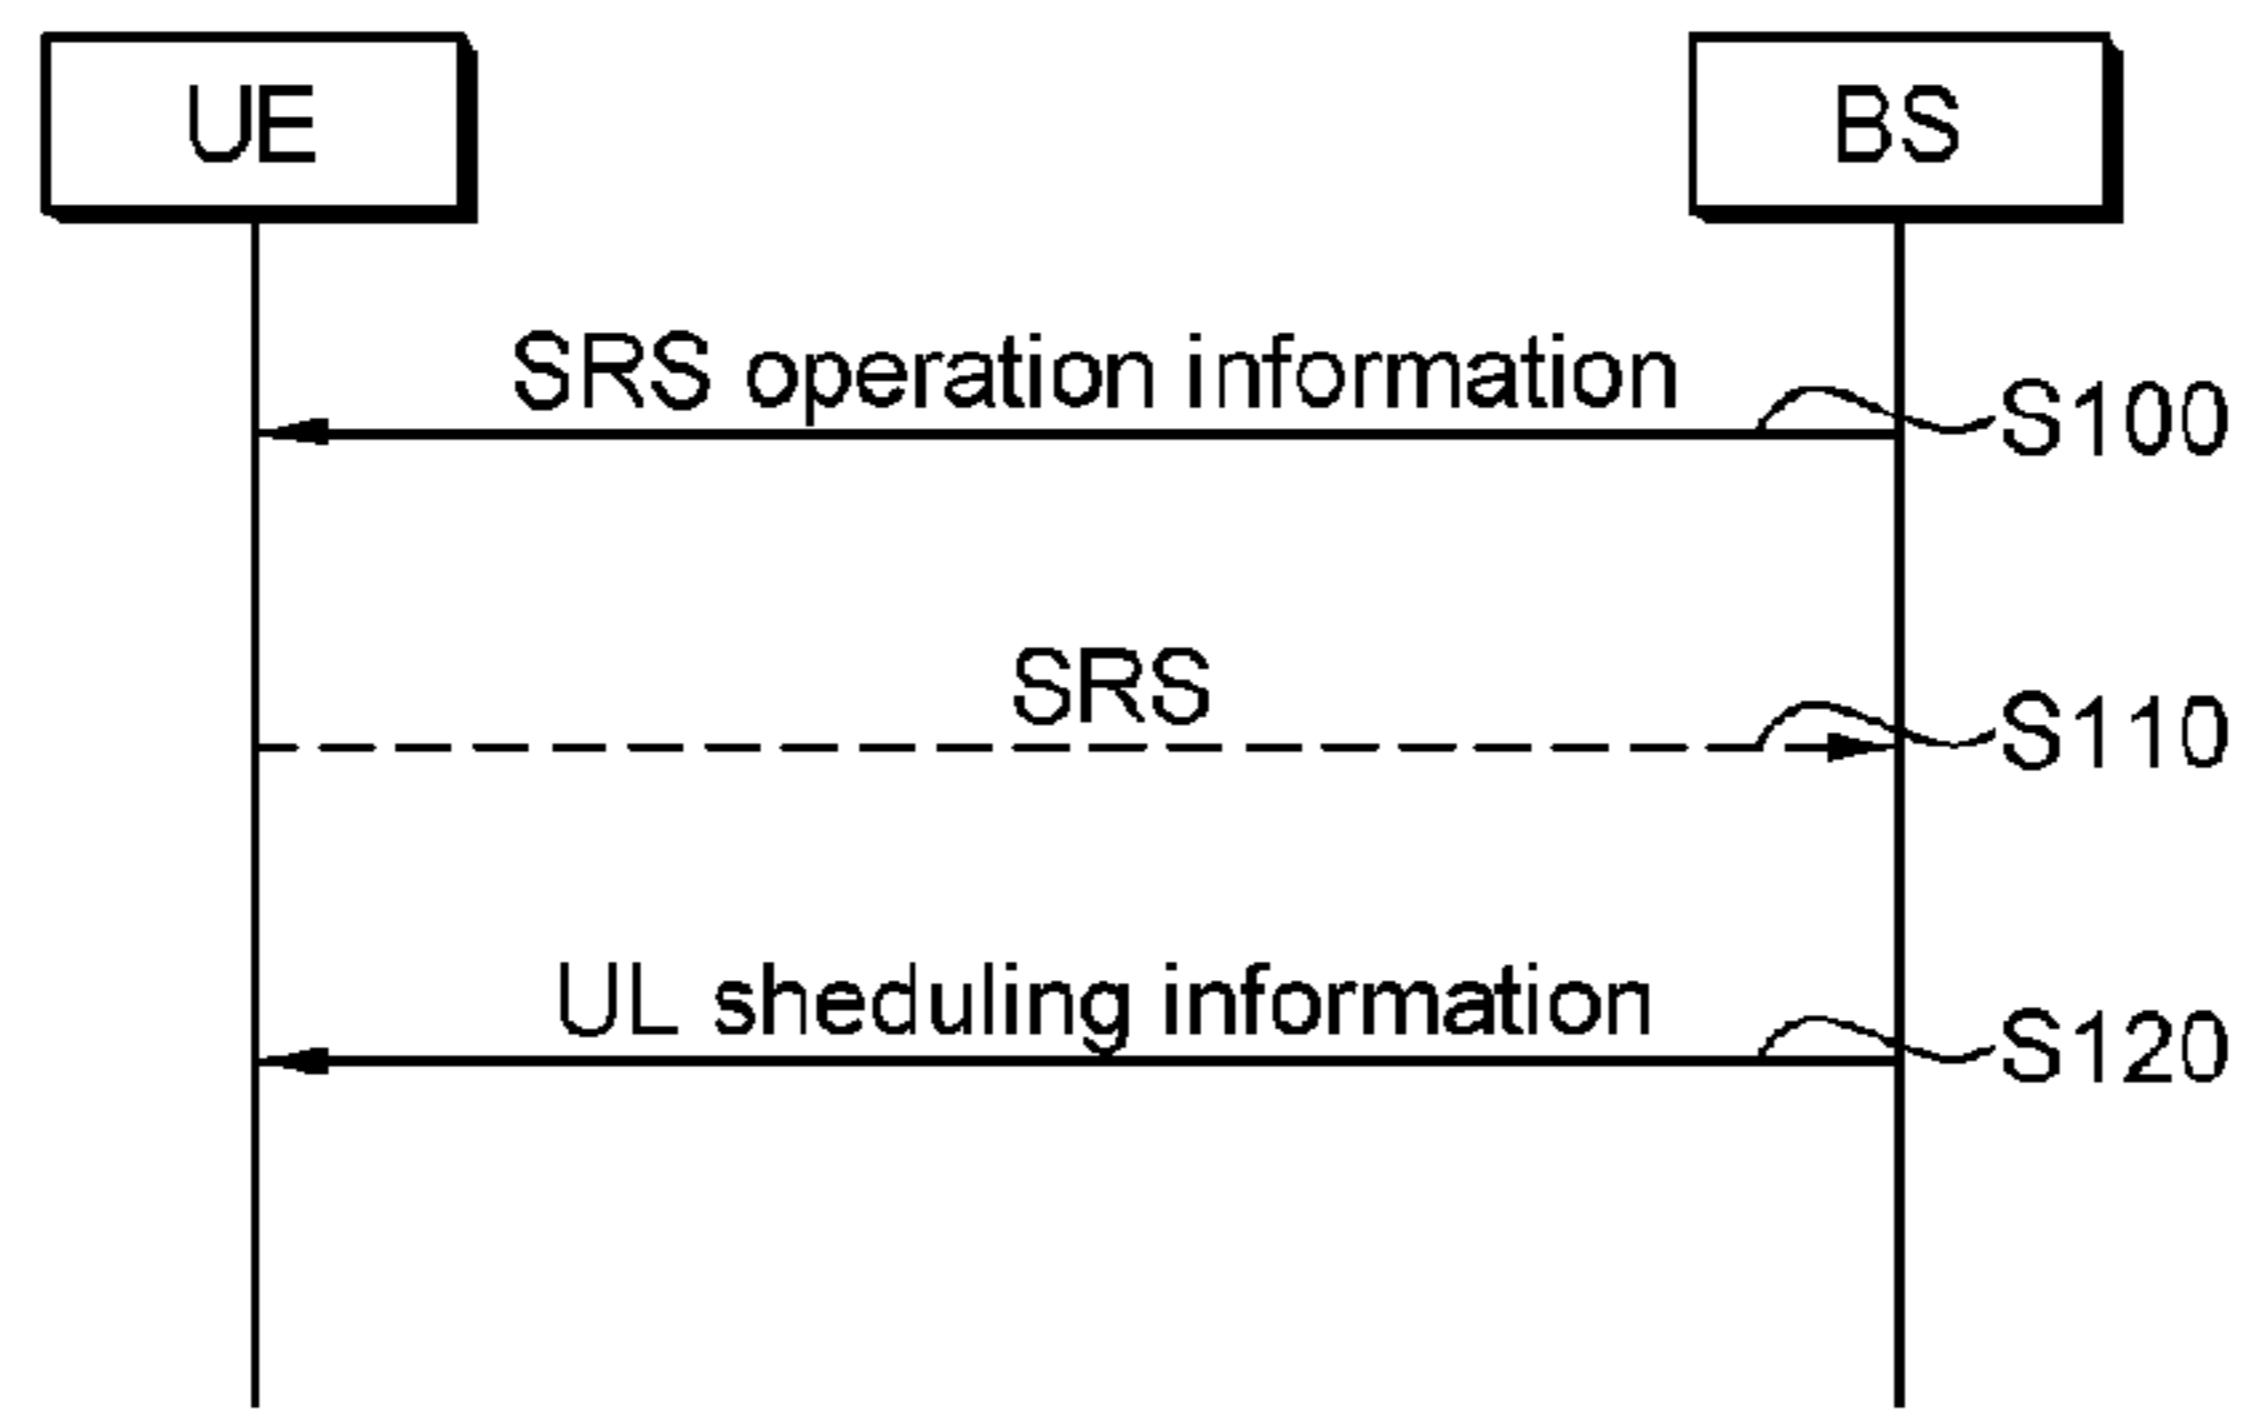 UE
BS
SRS operation information
S100
SRS
S110
UL sheduling information
S120